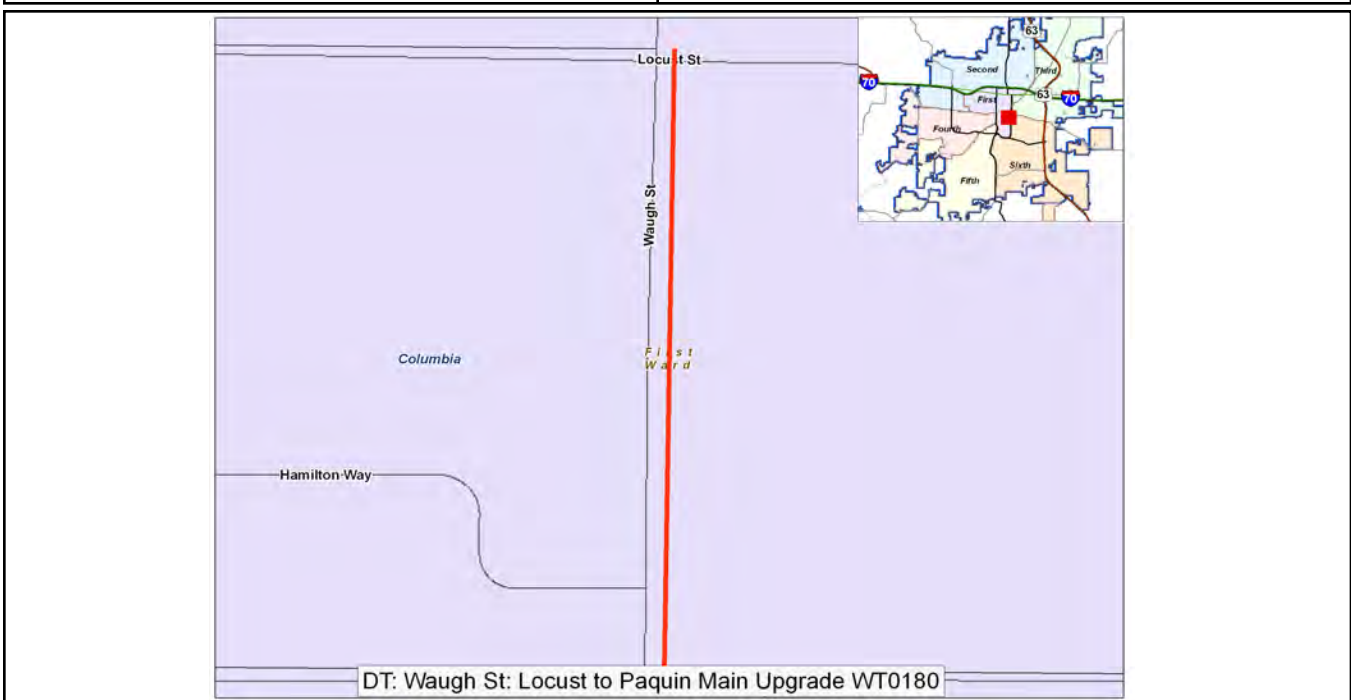 Locust St
63
Second
Third
70
63
70
First
Fourth
Sixth
Fifth
Waugh St
First
Ward
Columbia
Hamilton Way
DT: Waugh St: Locust to Paquin Main Upgrade WT0180